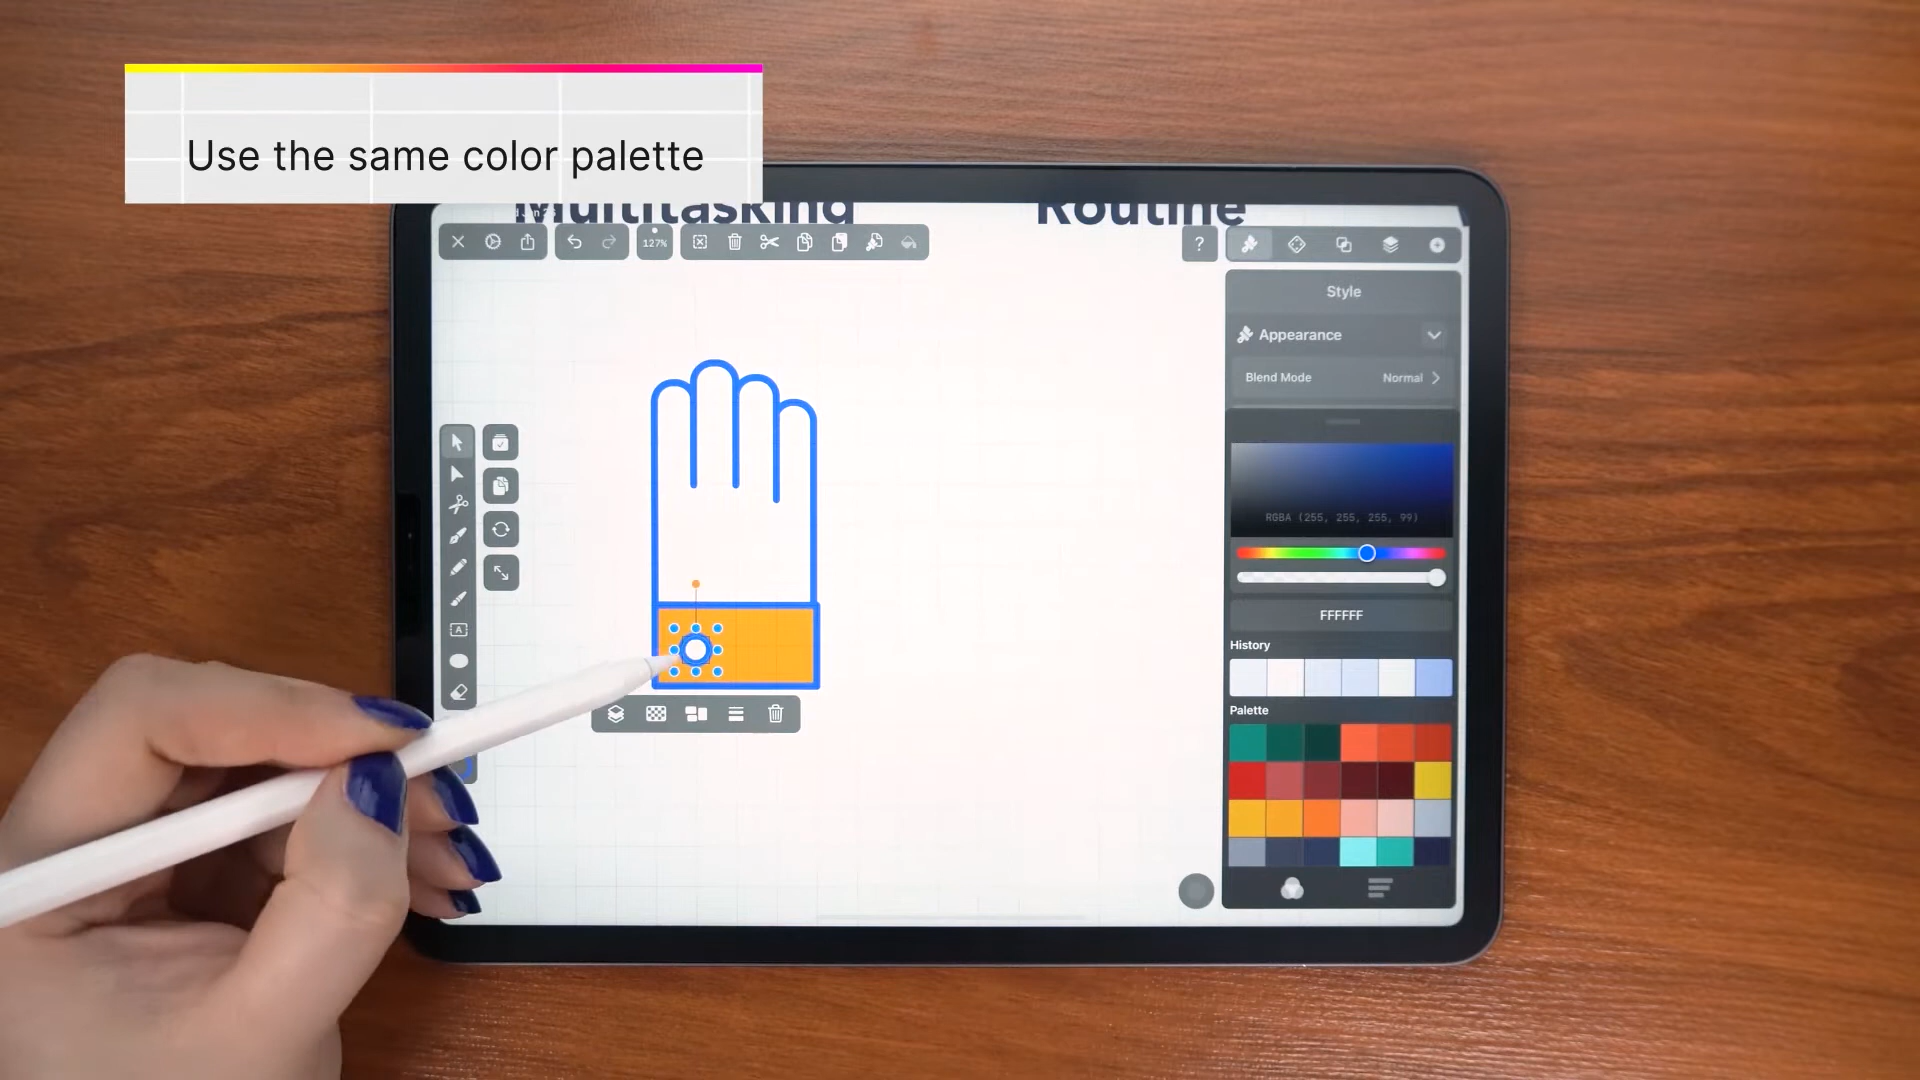 Use the same color palette
Multitasking
Routine
127%
?
Style
Appearance
Blend Mode
Normal
RGBA (255, 255, 255, 99)
A
FFFFFF
History
Palette